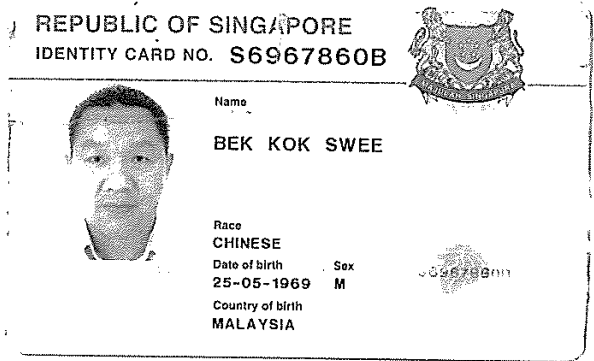 REPUBLIC OF SINGAPORE
IDENTITY CARD NO. S6967860B
Name
BEK KOK SWEE
Race
CHINESE
Date of birth Sex
25-05-1969 M
Country of birth
MALAYSIA